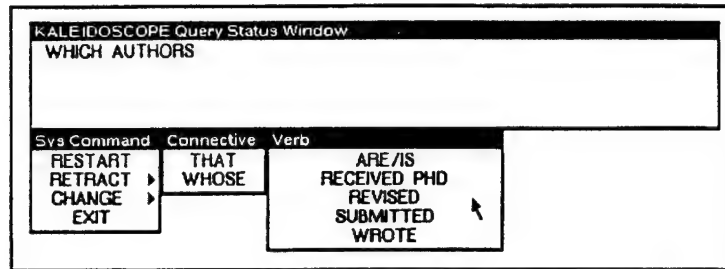 KALEIDOSCOPE Query Status Window
WHICH AUTHORS
Sys Command Connective Verb
RESTART THAT ARE/IS
RETRACT WHOSE RECEIVED PHD
CHANGE REVISED
EXIT SUBMITTED
WROTE